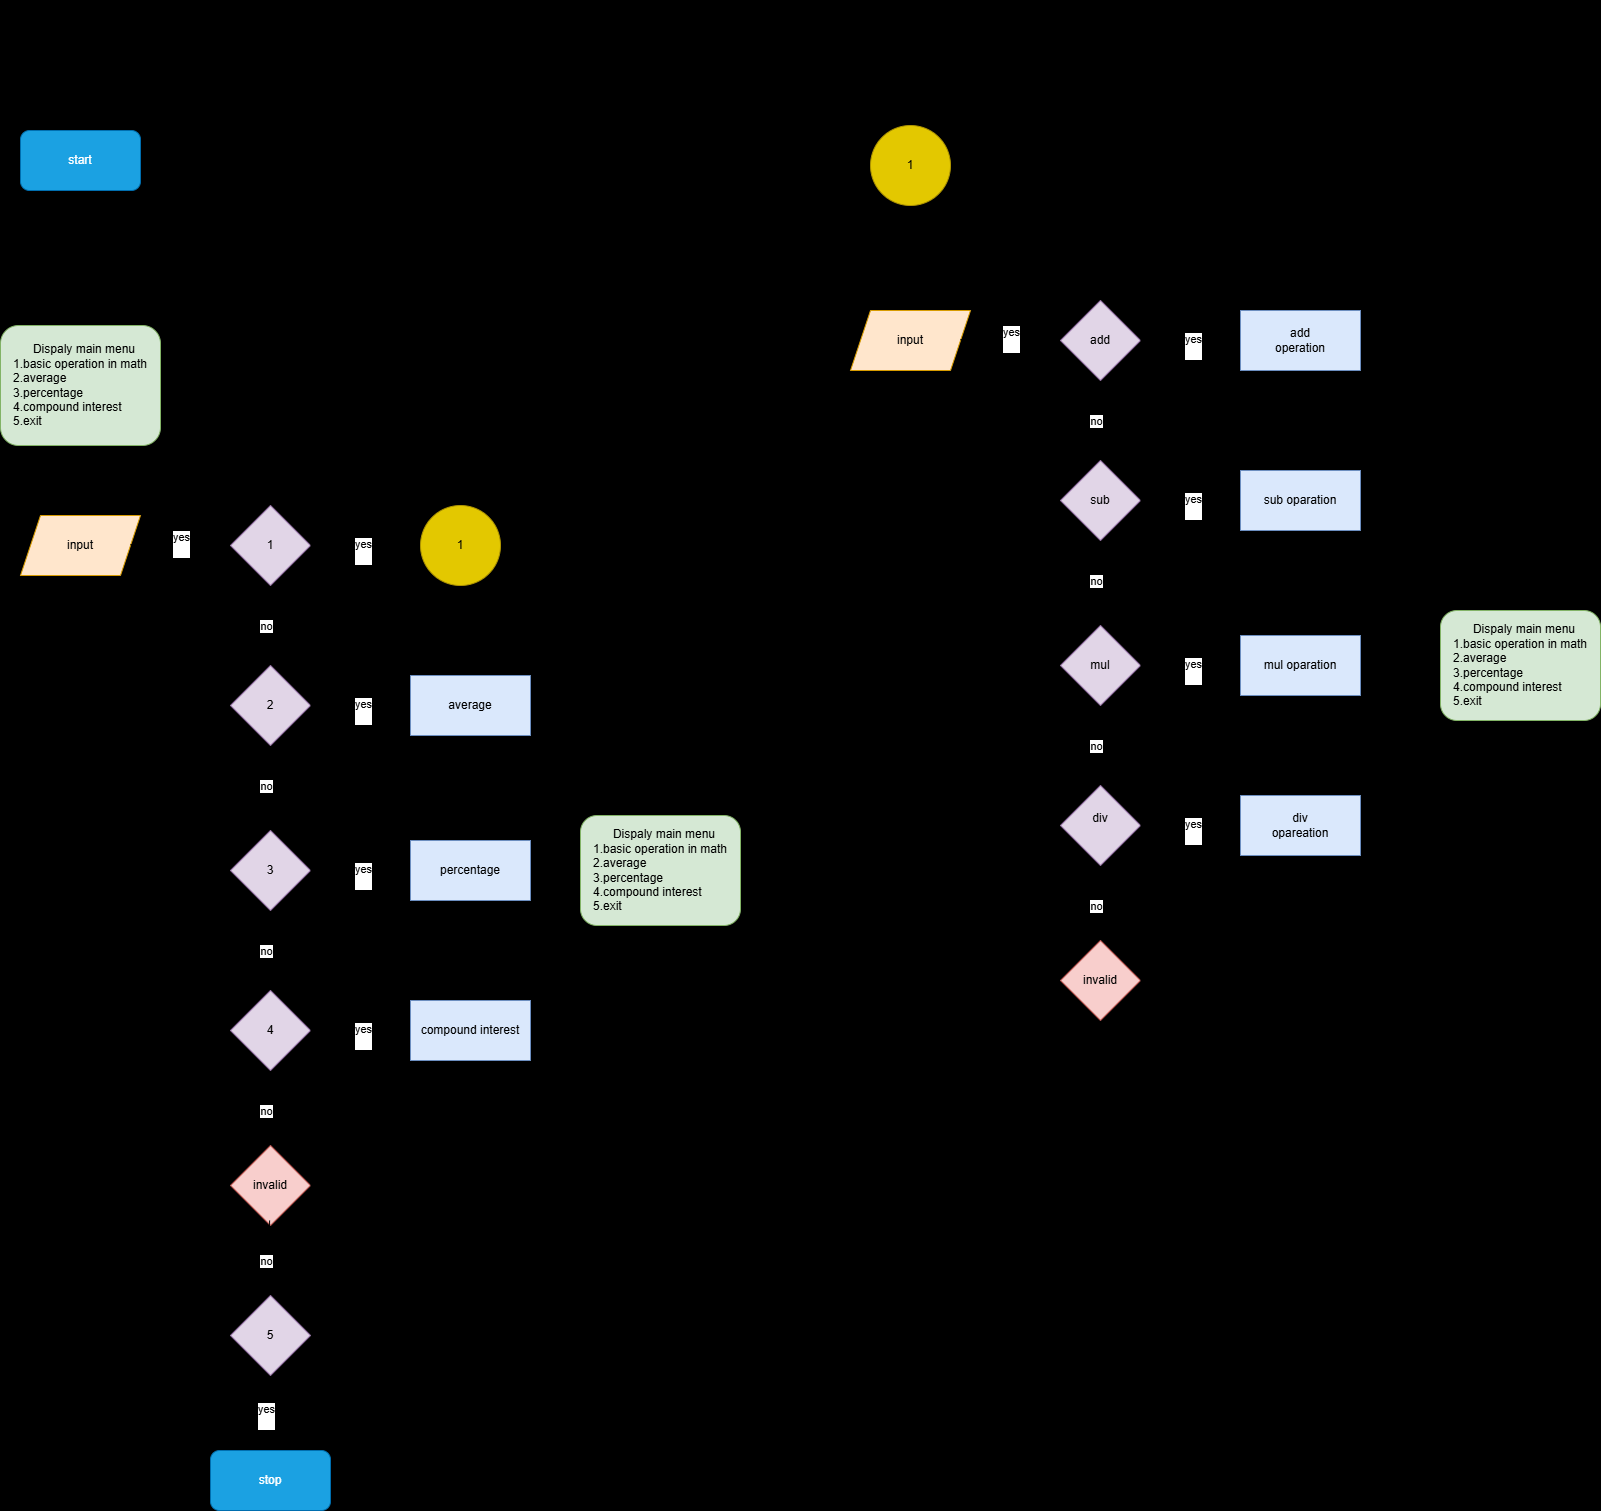 start
Dispaly main menu
1.basic operation in math
2.average
3.percentage
4.compound interest
5.exit
input
yes
1
yes
1
no
2
yes
average
no
3
yes
percentage
Dispaly main menu
1.basic operation in math
2.average
3.percentage
4.compound interest
5.exit
no
4
yes
compound interest
no
invalid
no
5
yes
stop
1
input
yes
add
yes
add
operation
no
sub
yes
sub oparation
no
mul
yes
mul oparation
Dispaly main menu
1.basic operation in math
2.average
3.percentage
4.compound interest
5.exit
no
div
yes
div
opareation
no
invalid